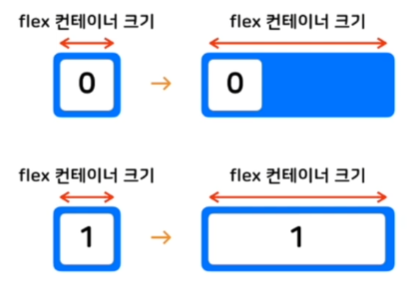 flex 컨테이너 크기 flex 컨테이너 크기
0 → 0
flex 컨테이너 크기 flex 컨테이너 크기
1 → 1